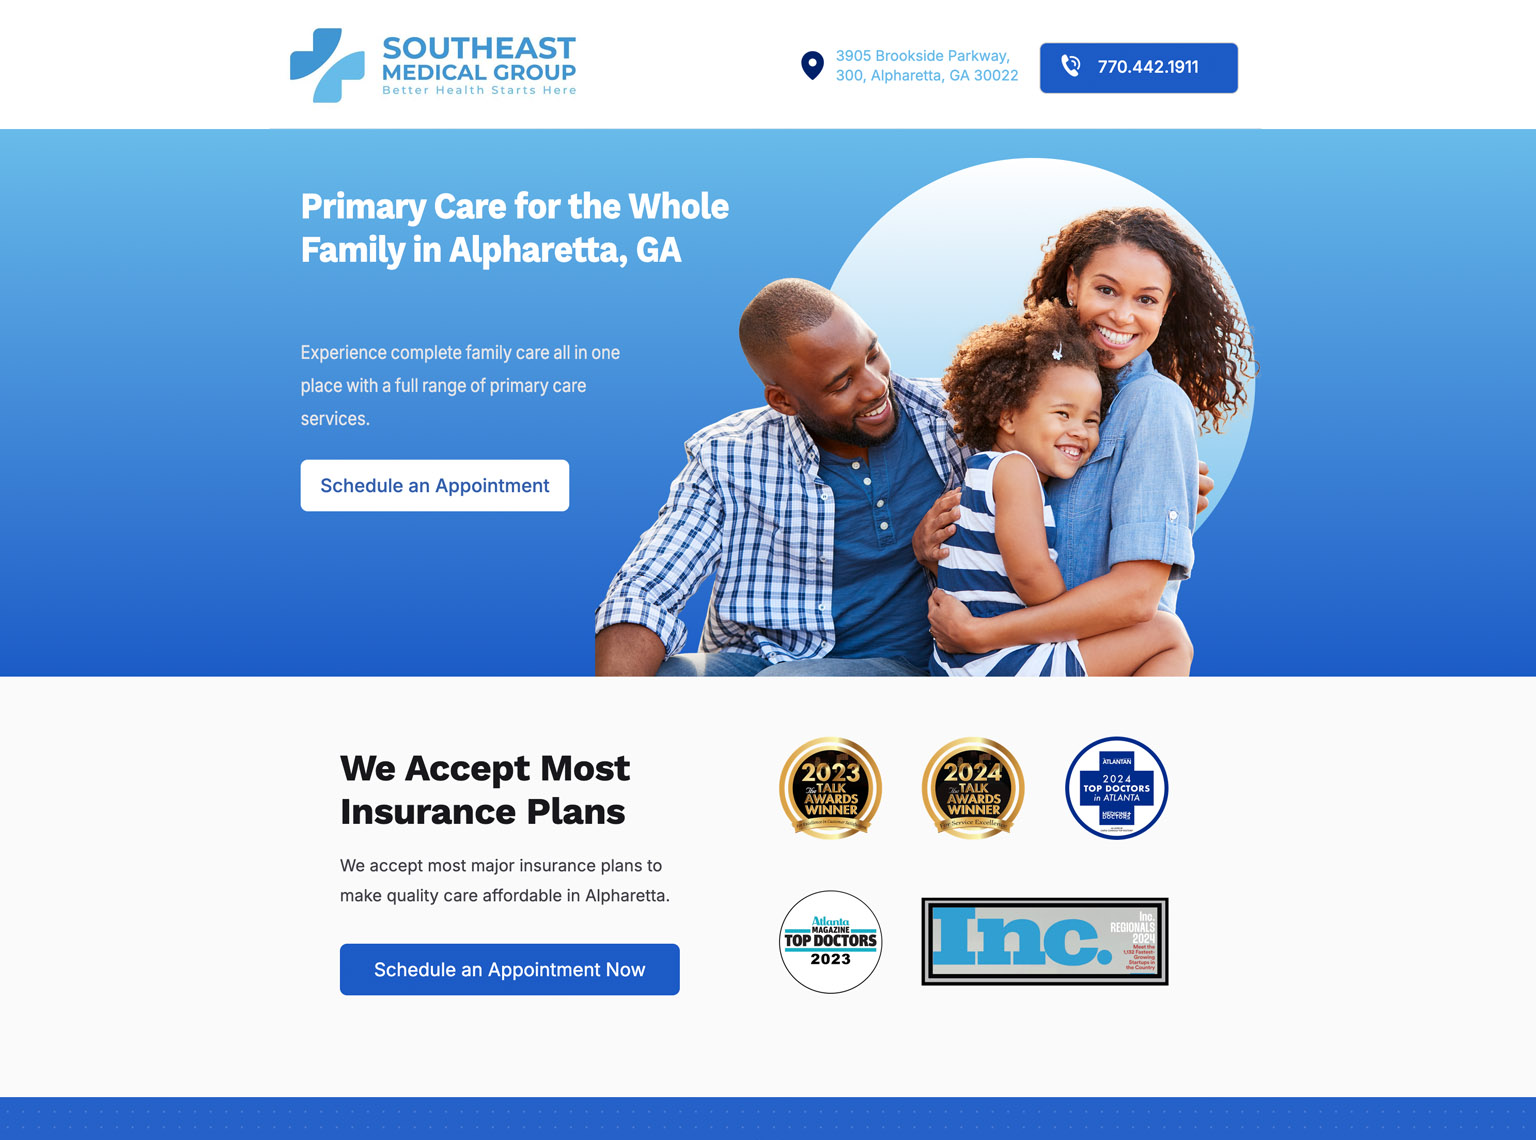 SOUTHEAST
MEDICAL GROUP
Better Health Starts Here
3905 Brookside Parkway,
300, Alpharetta, GA 30022
770.442.1911
Primary Care for the Whole
Family in Alpharetta, GA
Experience complete family care all in one
place with a full range of primary care
services.
Schedule an Appointment
We Accept Most
Insurance Plans
We accept most major insurance plans to
make quality care affordable in Alpharetta.
Schedule an Appointment Now
2023
The TALK
AWARDS
WINNER
2024
The TALK
AWARDS
WINNER
For Service Excellence
ATLANTAN
2024
TOP DOCTORS
in ATLANTA
Atlanta
MAGAZINE
TOP DOCTORS
2023
Inc.
Inc.
REGIONALS
2024
Meet the
1,132 Fastest-
Growing
Startups in
the Country